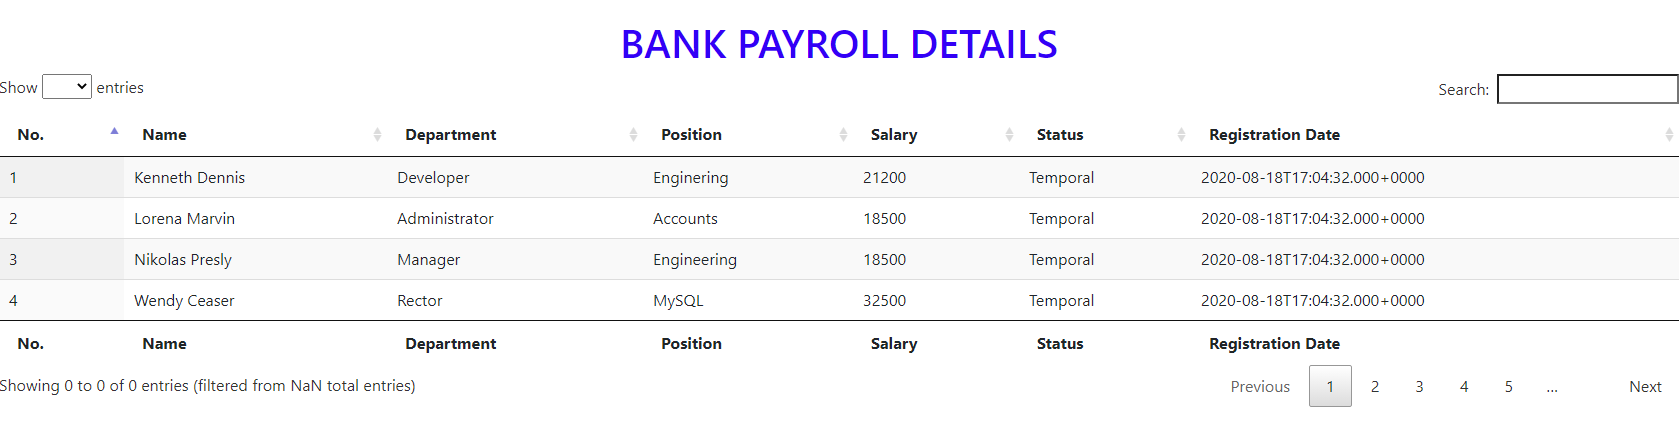 BANK PAYROLL DETAILS
Show entries Search:
No. Name Department Position Salary Status Registration Date
1 Kenneth Dennis Developer Enginering 21200 Temporal 2020-08-18T17:04:32.000+0000
2 Lorena Marvin Administrator Accounts 18500 Temporal 2020-08-18T17:04:32.000+0000
3 Nikolas Presly Manager Engineering 18500 Temporal 2020-08-18T17:04:32.000+0000
4 Wendy Ceaser Rector MySQL 32500 Temporal 2020-08-18T17:04:32.000+0000
No. Name Department Position Salary Status Registration Date
Showing 0 to 0 of 0 entries (filtered from NaN total entries) Previous 1 2 3 4 5 … Next